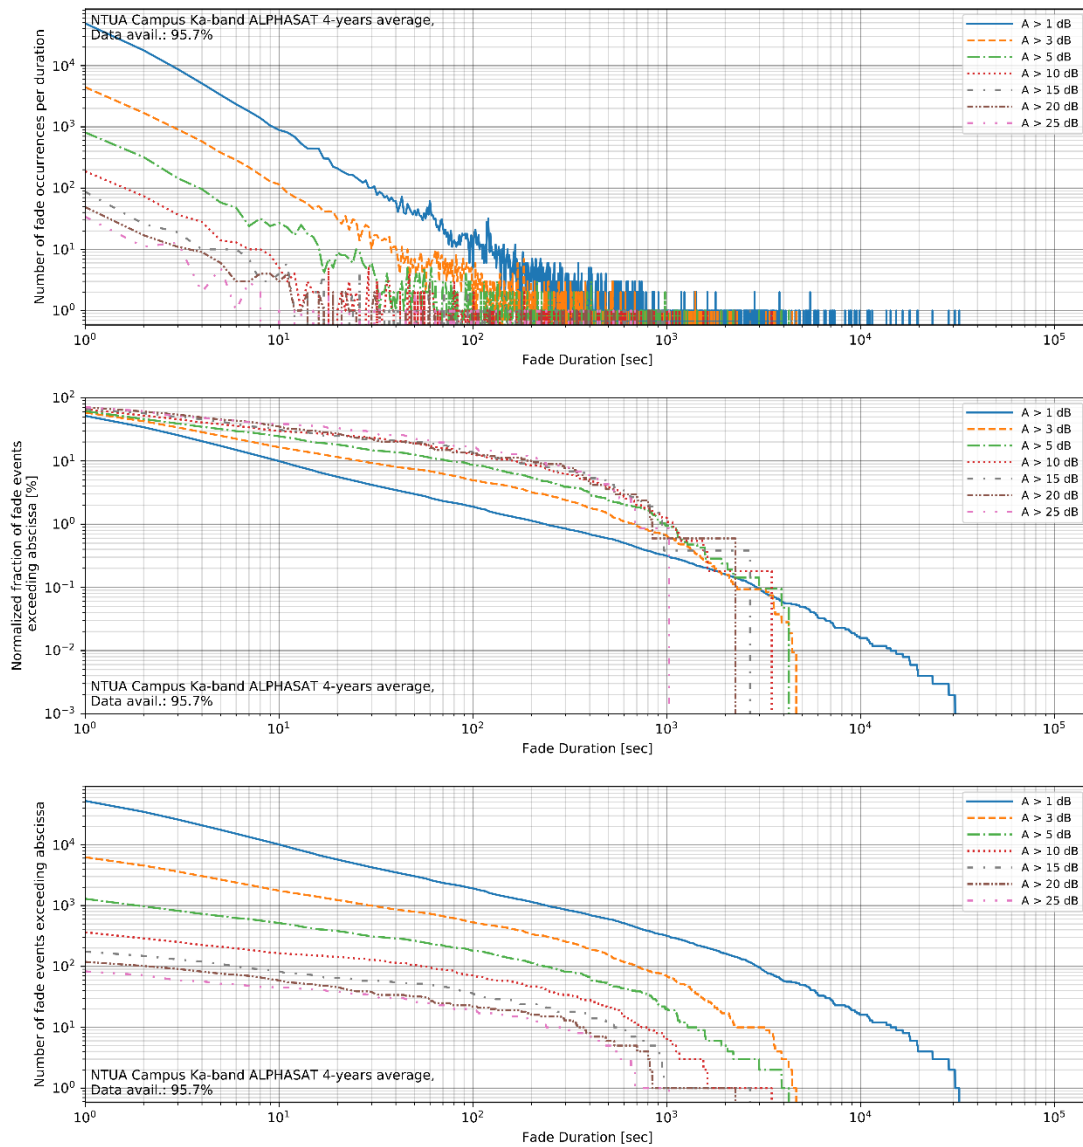 NTUA Campus Ka-band ALPHASAT 4-years average,
Data avail.: 95.7%
A > 1 dB
A > 3 dB
A > 5 dB
A > 10 dB
A > 15 dB
A > 20 dB
A > 25 dB
Number of fade occurrences per duration
10^4
10^3
10^2
10^1
10^0
10^0
10^1
10^2
10^3
10^4
10^5
Fade Duration [sec]
Normalized fraction of fade events
exceeding abscissa [%]
10^2
10^1
10^0
10^-1
10^-2
10^-3
A > 1 dB
A > 3 dB
A > 5 dB
A > 10 dB
A > 15 dB
A > 20 dB
A > 25 dB
NTUA Campus Ka-band ALPHASAT 4-years average,
Data avail.: 95.7%
10^0
10^1
10^2
10^3
10^4
10^5
Fade Duration [sec]
Number of fade events exceeding abscissa
10^4
10^3
10^2
10^1
10^0
A > 1 dB
A > 3 dB
A > 5 dB
A > 10 dB
A > 15 dB
A > 20 dB
A > 25 dB
NTUA Campus Ka-band ALPHASAT 4-years average,
Data avail.: 95.7%
10^0
10^1
10^2
10^3
10^4
10^5
Fade Duration [sec]